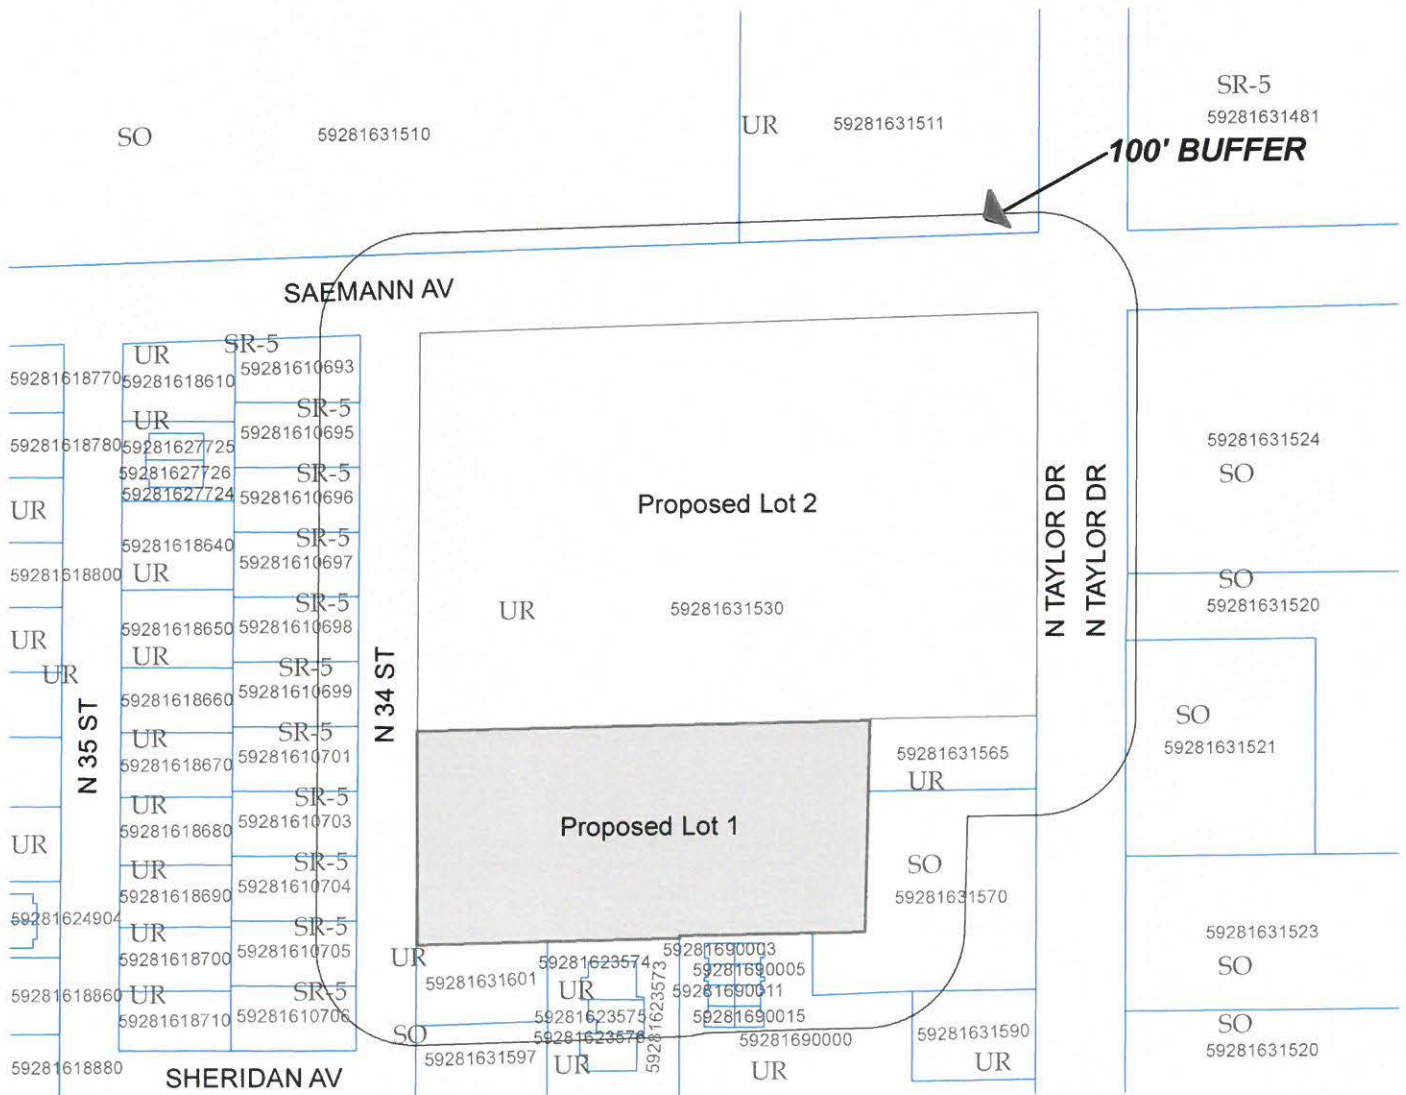 SR-5
59281631481
SO
59281631510
UR
59281631511
100' BUFFER
SAEMANN AV
59281618770
UR
59281618610
SR-5
59281610693
UR
SR-5
59281610695
59281618780
59281627725
59281627726
59281627724
SR-5
59281610696
UR
59281618640
UR
SR-5
59281610697
59281618800
59281618650
UR
SR-5
59281610698
UR
UR
59281618660
SR-5
59281610699
N 35 ST
UR
59281618670
SR-5
59281610701
N 34 ST
UR
59281618680
SR-5
59281610703
UR
UR
59281618690
SR-5
59281610704
59281624904
UR
59281618700
SR-5
59281610705
59281618860
UR
59281618710
SR-5
59281610706
59281618880
SHERIDAN AV
Proposed Lot 2
UR
59281631530
N TAYLOR DR
N TAYLOR DR
59281631524
SO
SO
59281631520
SO
59281631521
59281631565
UR
Proposed Lot 1
SO
59281631570
59281631523
SO
SO
59281631520
UR
59281631601
SO
59281631597
59281623574
UR
59281623575
59281623576
UR
59281623573
59281690003
59281690005
59281690011
59281690015
59281690000
UR
59281631590
UR